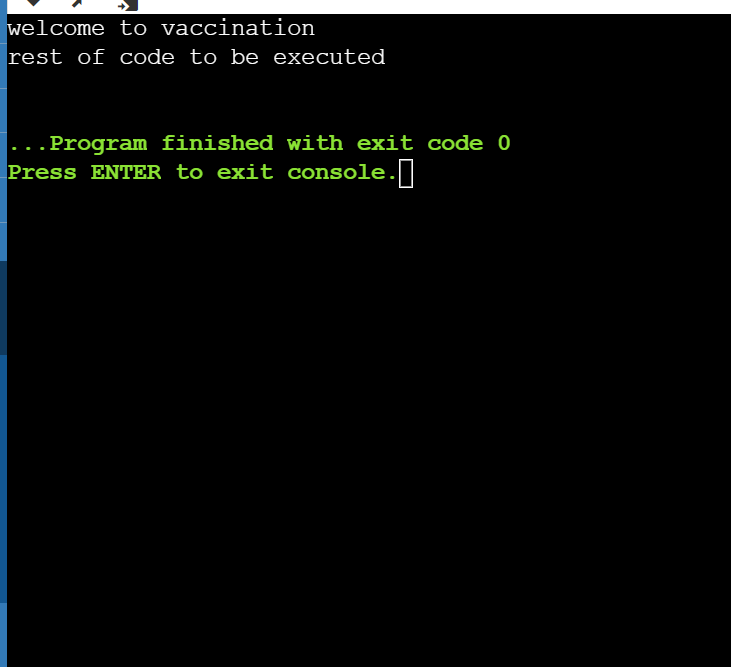 welcome to vaccination
rest of code to be executed
...Program finished with exit code 0
Press ENTER to exit console.